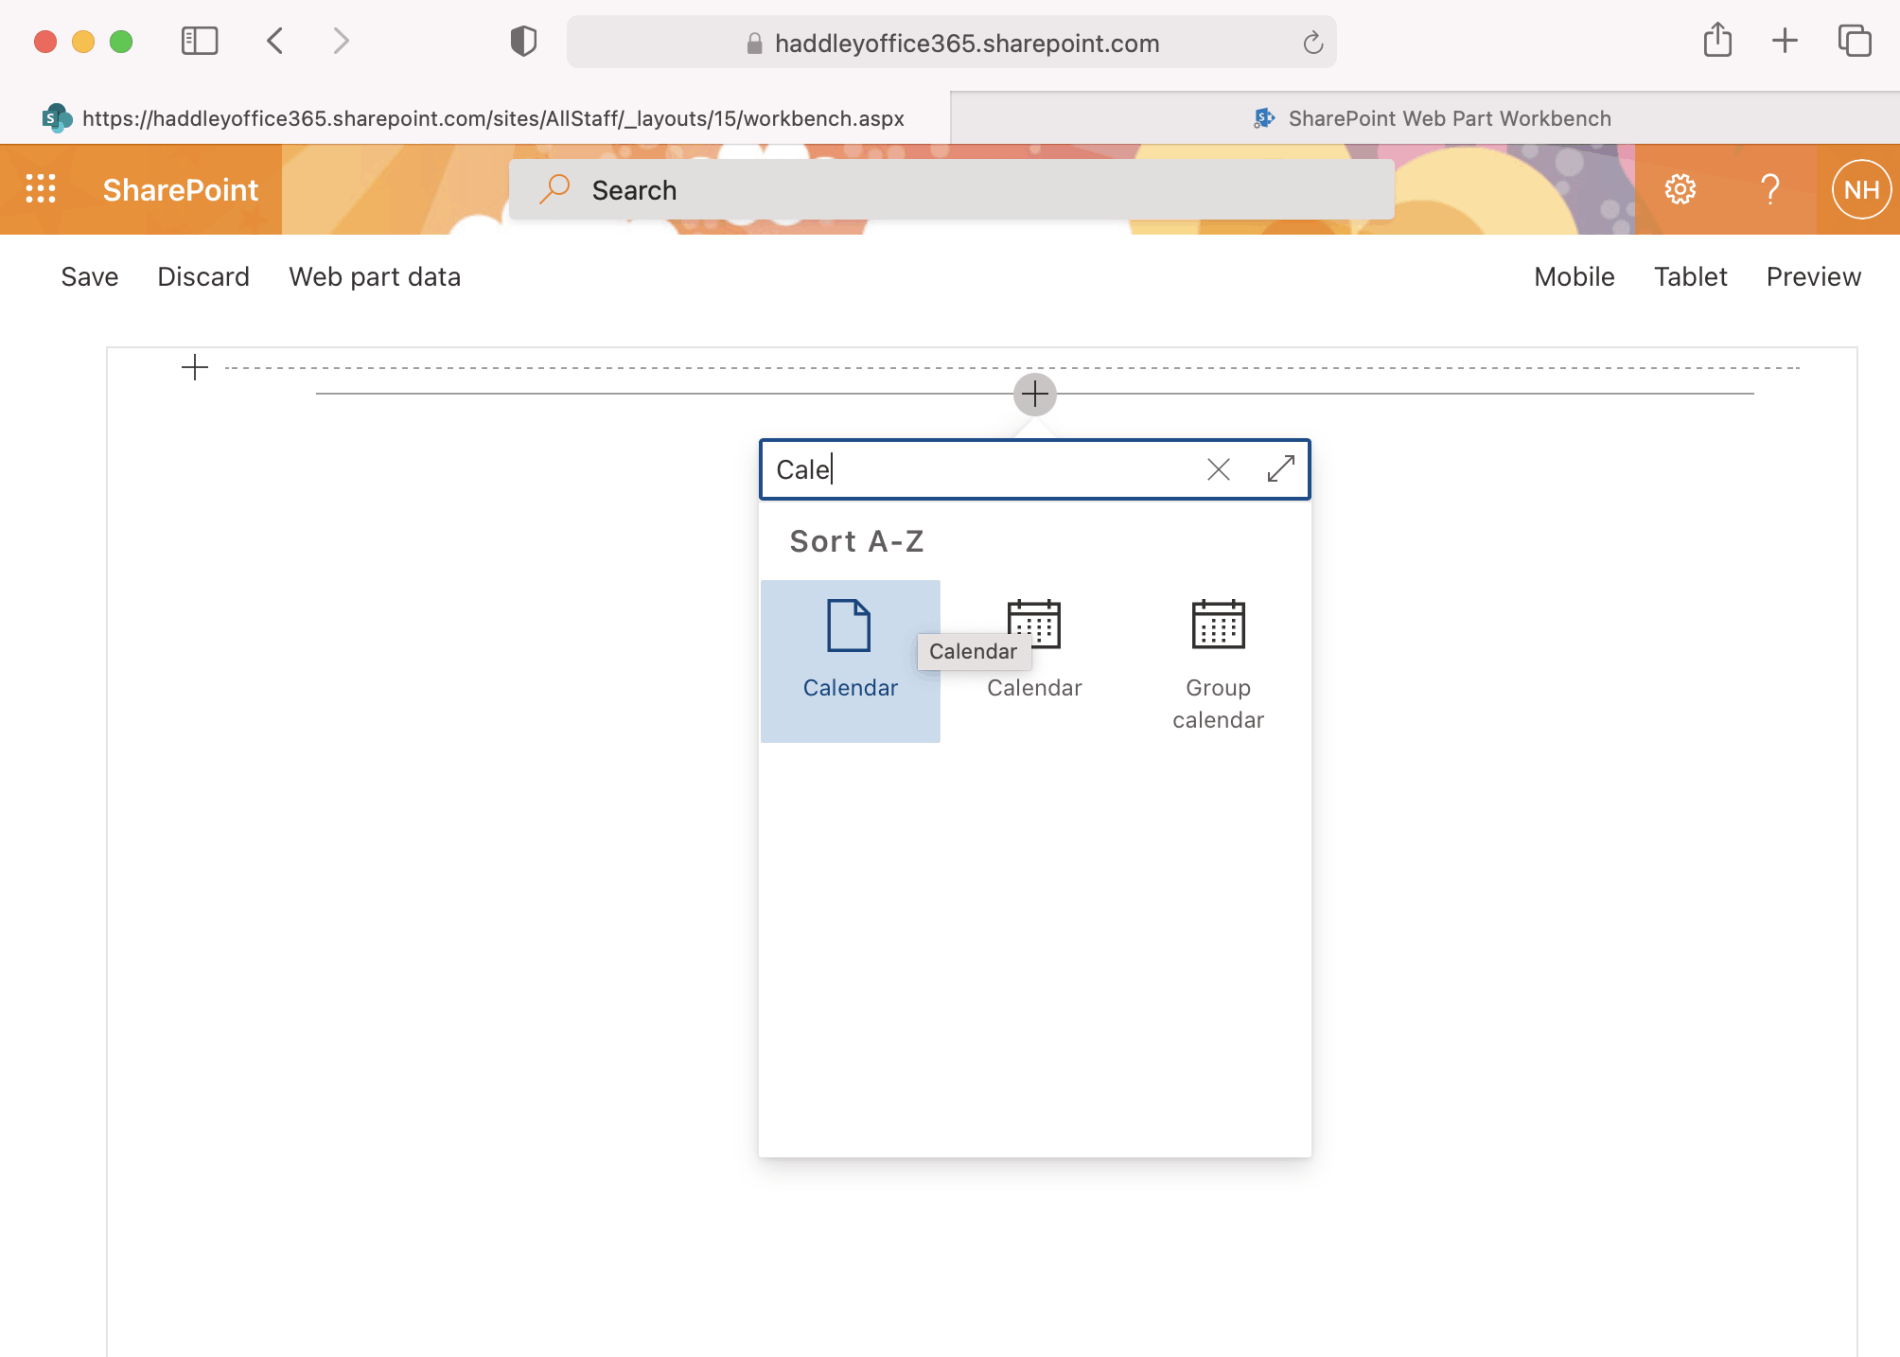 haddleyoffice365.sharepoint.com
https://haddleyoffice365.sharepoint.com/sites/AllStaff/_layouts/15/workbench.aspx
SharePoint Web Part Workbench
SharePoint
Search
NH
Save
Discard
Web part data
Mobile
Tablet
Preview
Cale
Sort A-Z
Calendar
Calendar
Calendar
Group
calendar